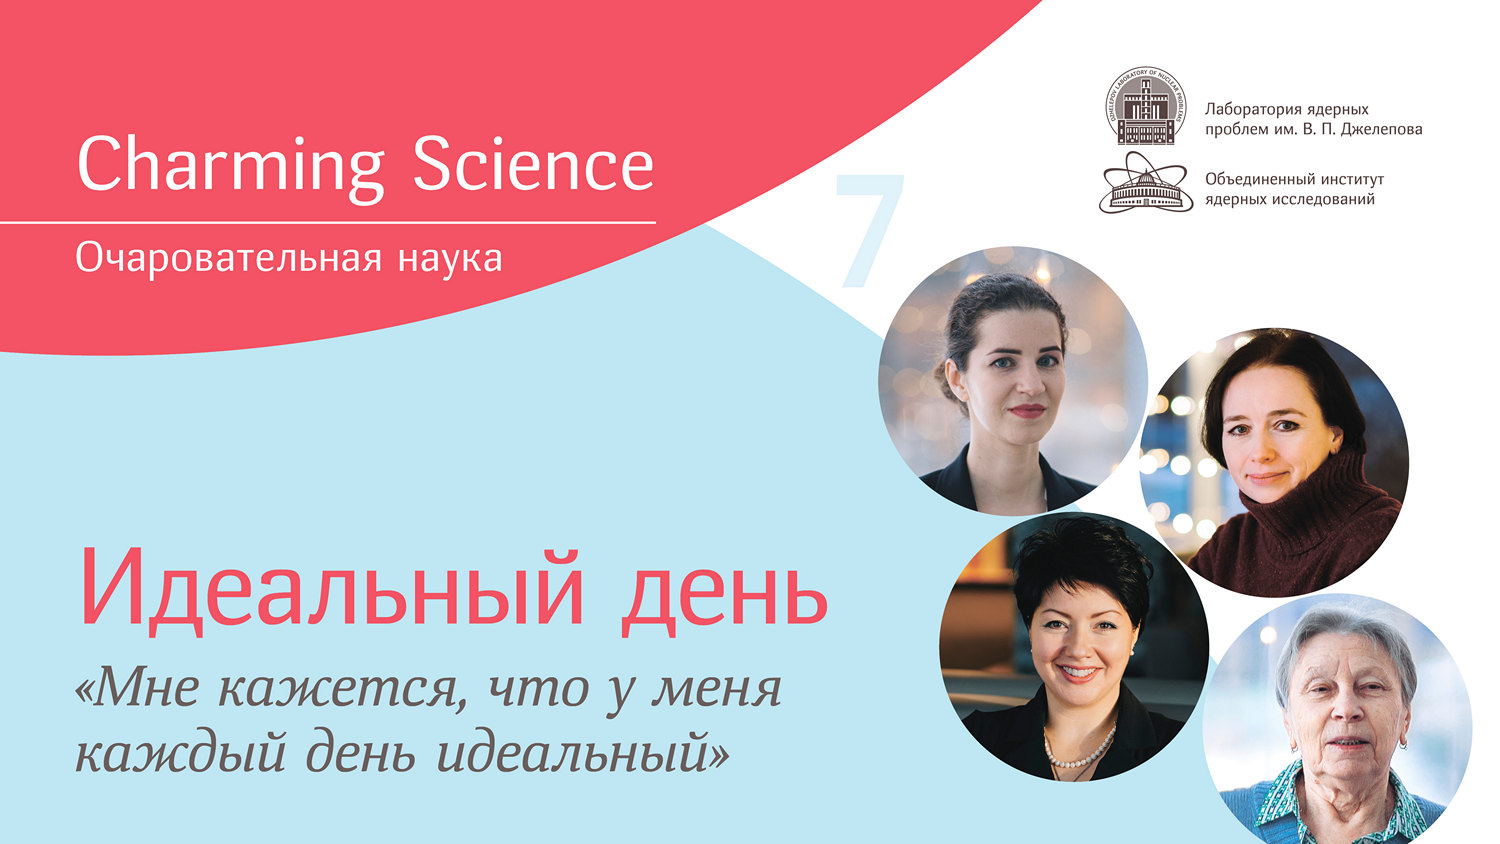 Charming Science
Очаровательная наука
7
DZHELEPOV LABORATORY OF NUCLEAR PROBLEMS
Лаборатория ядерных
проблем им. В. П. Джелепова
Объединенный институт
ядерных исследований
Идеальный день
«Мне кажется, что у меня
каждый день идеальный»